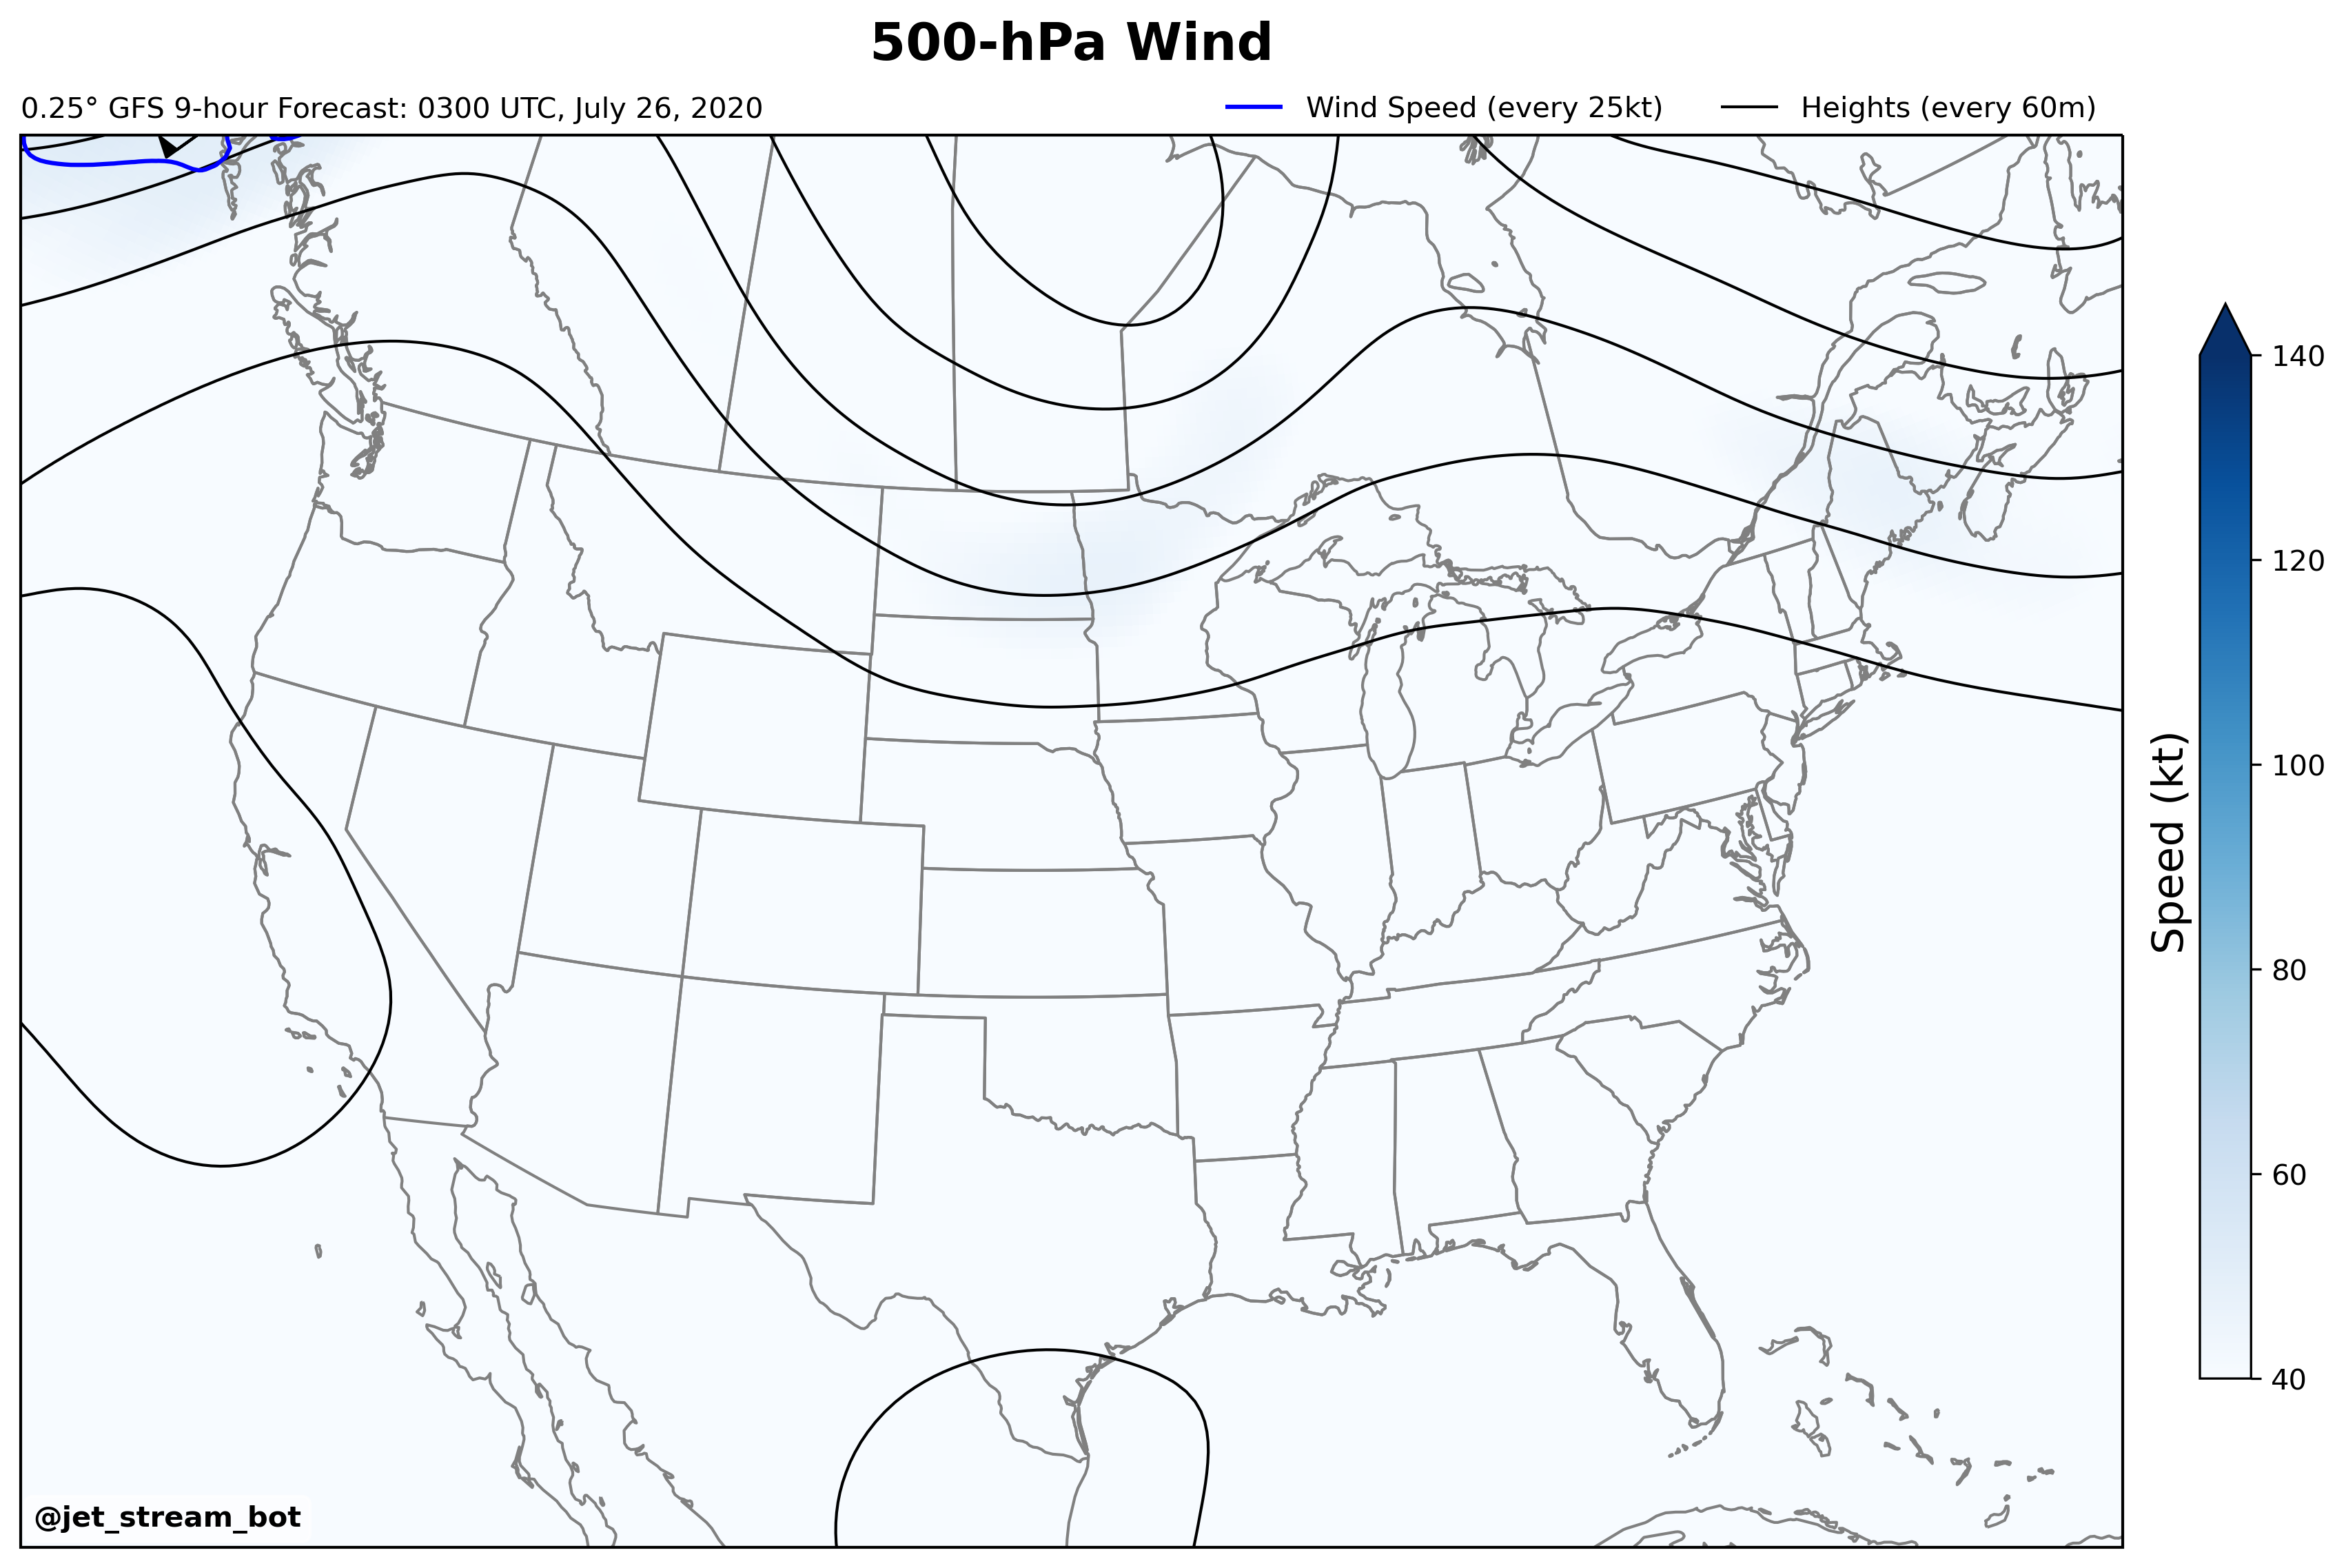 500-hPa Wind
0.25° GFS 9-hour Forecast: 0300 UTC, July 26, 2020
Wind Speed (every 25kt)
Heights (every 60m)
140
120
100
80
60
40
Speed (kt)
@jet_stream_bot